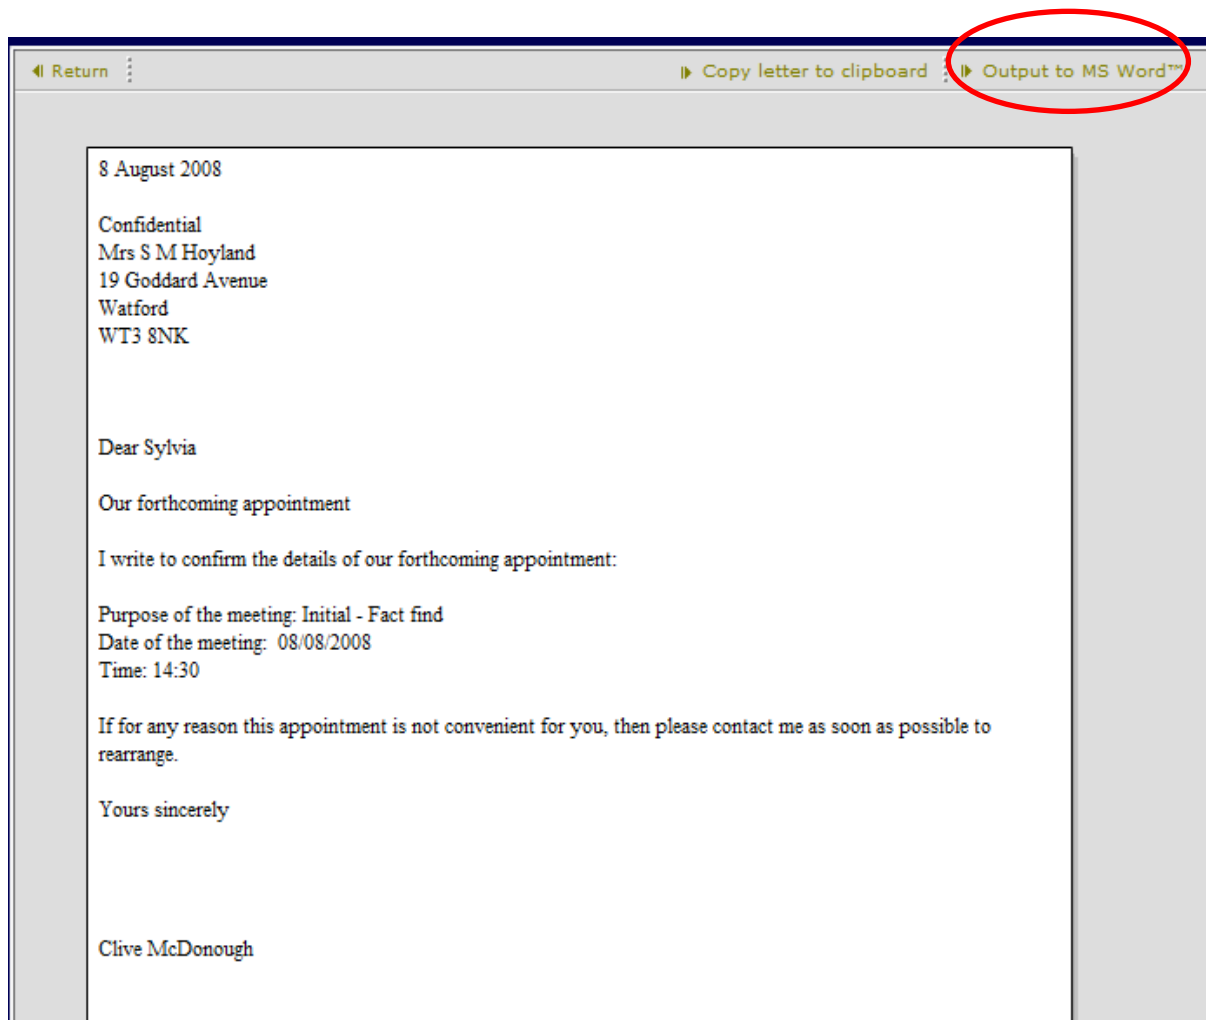 Return
Copy letter to clipboard
Output to MS Word™
8 August 2008
Confidential
Mrs S M Hoyland
19 Goddard Avenue
Watford
WT3 8NK
Dear Sylvia
Our forthcoming appointment
I write to confirm the details of our forthcoming appointment:
Purpose of the meeting: Initial - Fact find
Date of the meeting:  08/08/2008
Time: 14:30
If for any reason this appointment is not convenient for you, then please contact me as soon as possible to
rearrange.
Yours sincerely
Clive McDonough